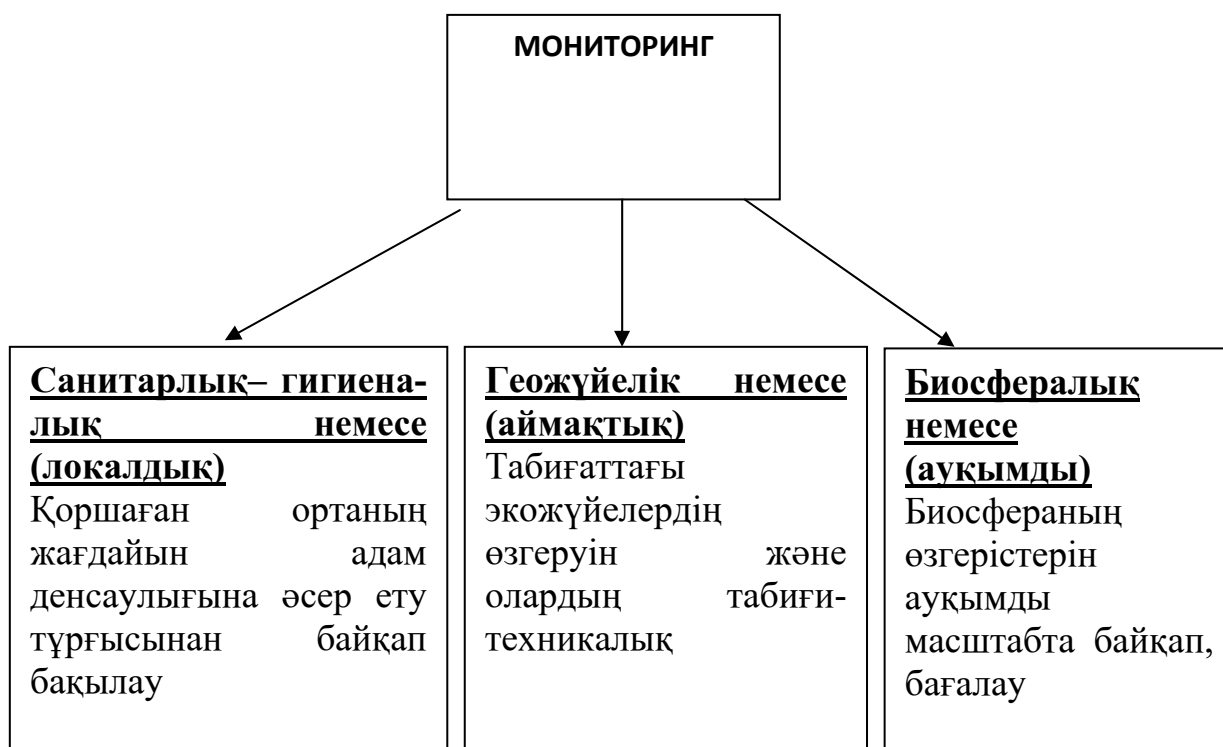 МОНИТОРИНГ
Санитарлық– гигиена-
лық немесе
(локалдық)
Қоршаған ортаның
жағдайын адам
денсаулығына әсер ету
тұрғысынан байқап
бақылау
Геожүйелік немесе
(аймақтық)
Табиғаттағы
экожүйелердің
өзгеруін және
олардың табиғи-
техникалық
Биосфералық
немесе
(ауқымды)
Биосфераның
өзгерістерін
ауқымды
масштабта байқап,
бағалау